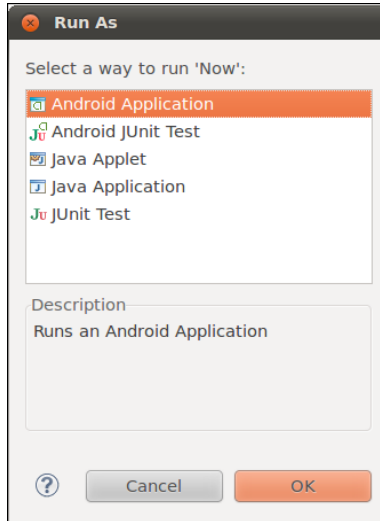 Run As
Select a way to run 'Now':
Android Application
Android JUnit Test
Java Applet
Java Application
JUnit Test
Description
Runs an Android Application
Cancel
OK